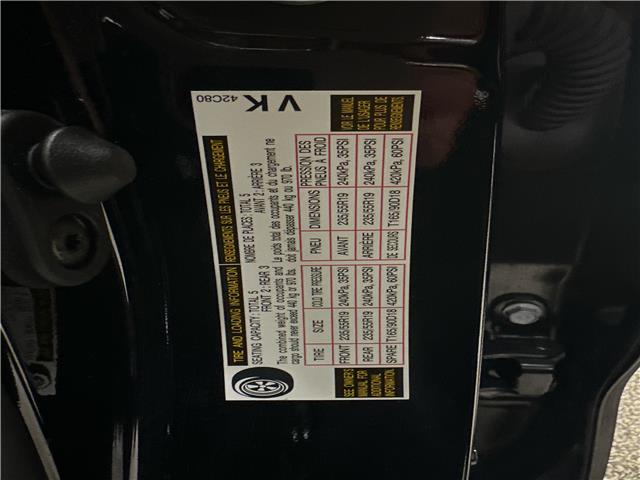 TIRE AND LOADING INFORMATION
RENSEIGNEMENTS SUR LES PNEUS ET LE CHARGEMENT
SEATING CAPACITY: TOTAL 5
FRONT 2: REAR 3
The combined weight of occupants and
cargo should never exceed 440 kg or 970 lbs.
NOMBRE DE PLACES: TOTAL 5
AVANT 2: ARRIÈRE 3
Le poids total des occupants et du chargement ne
doit jamais dépasser 440 kg ou 970 lb.
TIRE SIZE COLD TIRE PRESSURE
FRONT 235/55R19 240kPa, 35PSI
REAR 235/55R19 240kPa, 35PSI
SPARE T165/90D18 420kPa, 60PSI
PNEU DIMENSIONS PRESSION DES
PNEUS A FROID
AVANT 235/55R19 240kPa, 35PSI
ARRIÈRE 235/55R19 240kPa, 35PSI
DE SECOURS T165/90D18 420kPa, 60PSI
SEE OWNERS
MANUAL FOR
ADDITIONAL
INFORMATION
VOIR LE MANUEL
DE L'USAGER
POUR PLUS DE
RENSEIGNEMENTS
42C80
VK